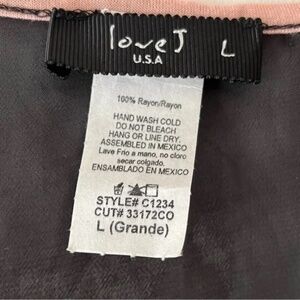 love J L
U.S.A
100% Rayon/Rayon
HAND WASH COLD
DO NOT BLEACH
HANG OR LINE DRY.
ASSEMBLED IN MEXICO
Lave Frio a mano, no cloro
secar colgado.
ENSAMBLADO EN MEXICO
STYLE# C1234
CUT# 33172CO
L (Grande)